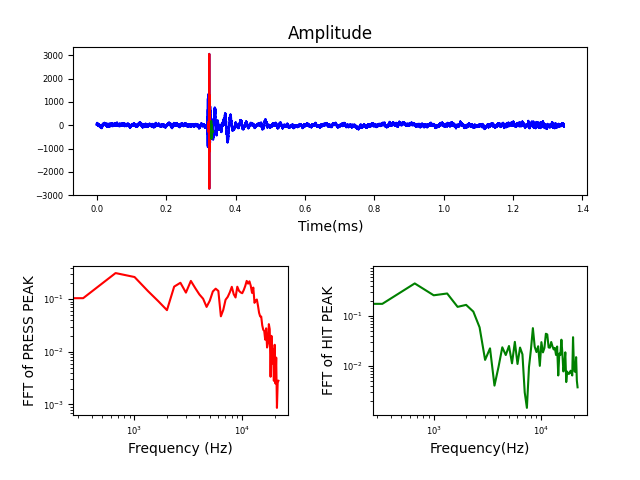 Amplitude
3000
2000
1000
0
−1000
−2000
−3000
0.0 0.2 0.4 0.6 0.8 1.0 1.2 1.4
Time(ms)
FFT of PRESS PEAK
10⁻¹
10⁻²
10⁻³
10³ 10⁴
Frequency (Hz)
FFT of HIT PEAK
10⁻¹
10⁻²
10³ 10⁴
Frequency(Hz)